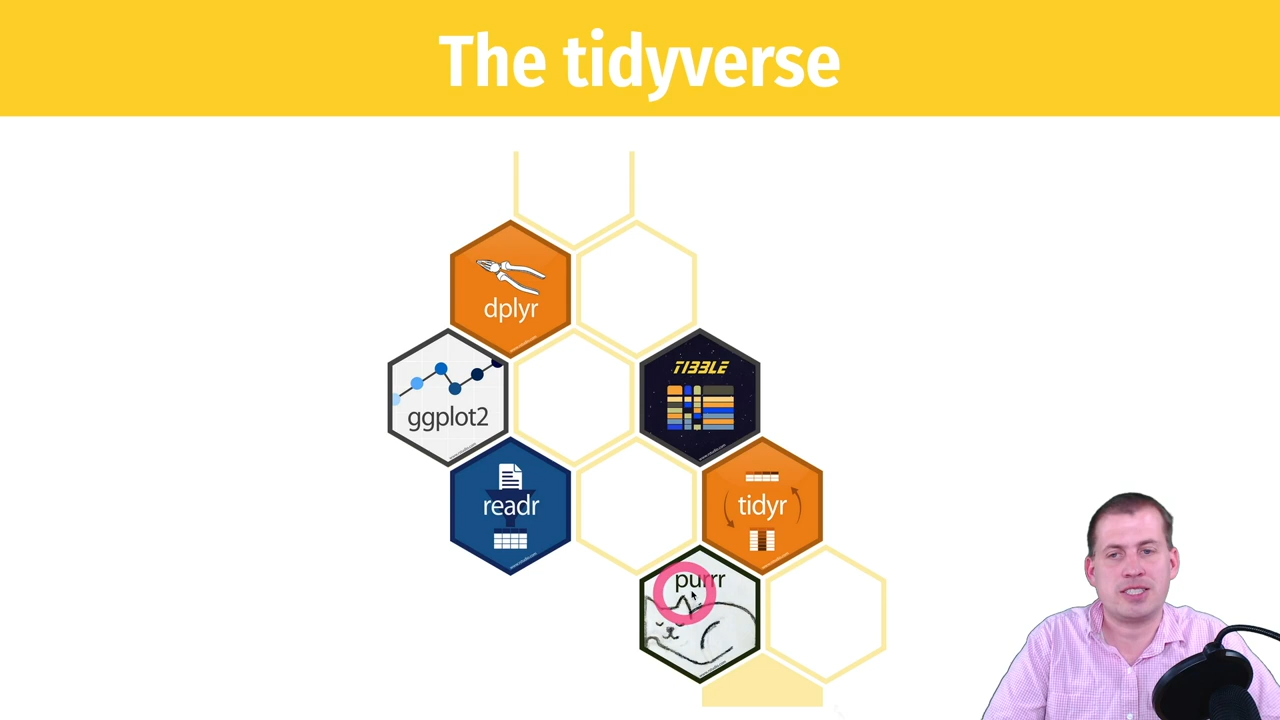 The tidyverse
dplyr
ggplot2
TIBBLE
readr
tidyr
purrr